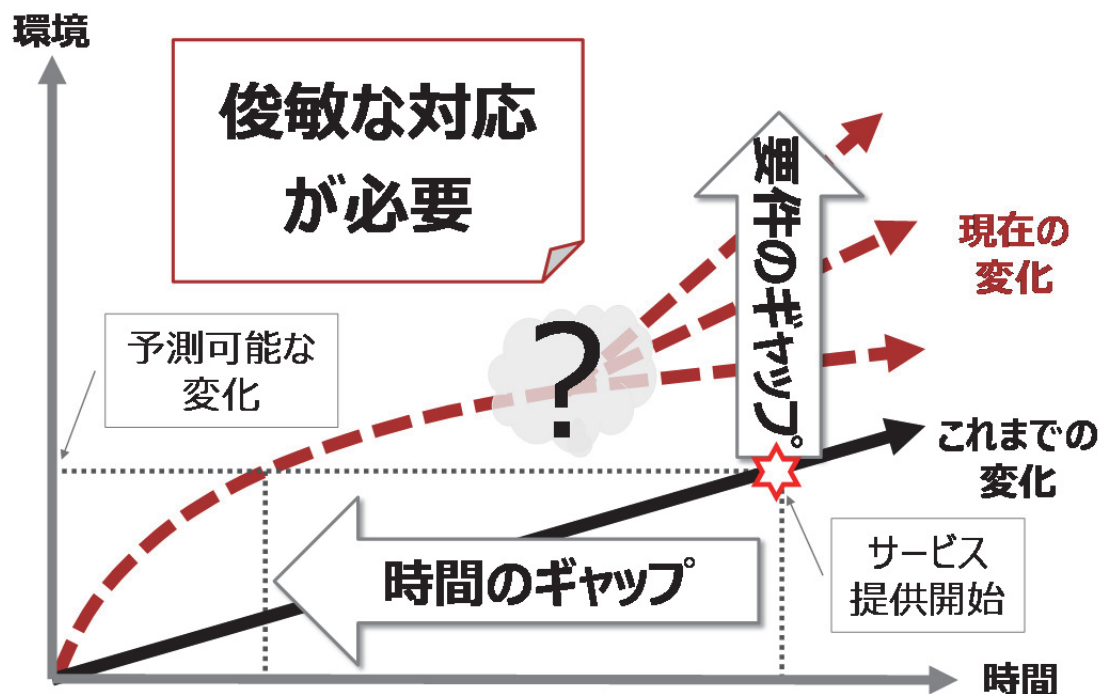 環境
俊敏な対応
が必要
要件のギャップ
現在の
変化
予測可能な
変化
?
これまでの
変化
時間のギャップ
サービス
提供開始
時間